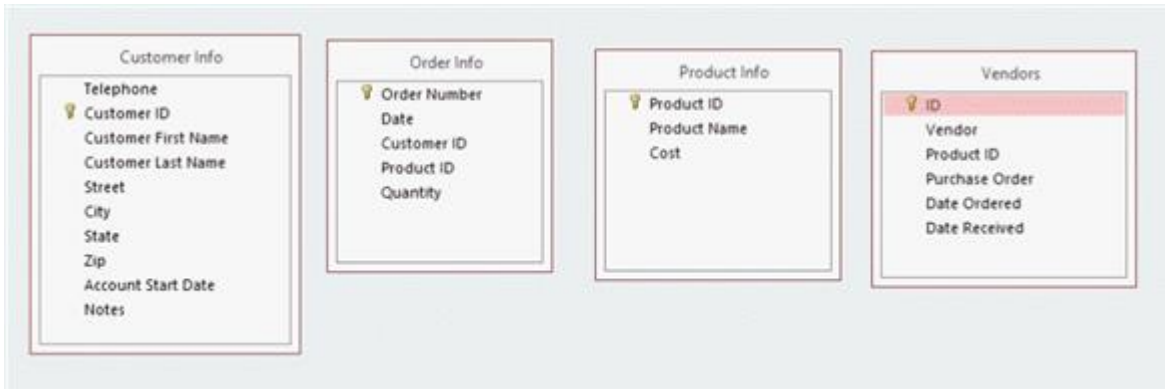 Customer Info
Telephone
Customer ID
Customer First Name
Customer Last Name
Street
City
State
Zip
Account Start Date
Notes
Order Info
Order Number
Date
Customer ID
Product ID
Quantity
Product Info
Product ID
Product Name
Cost
Vendors
ID
Vendor
Product ID
Purchase Order
Date Ordered
Date Received